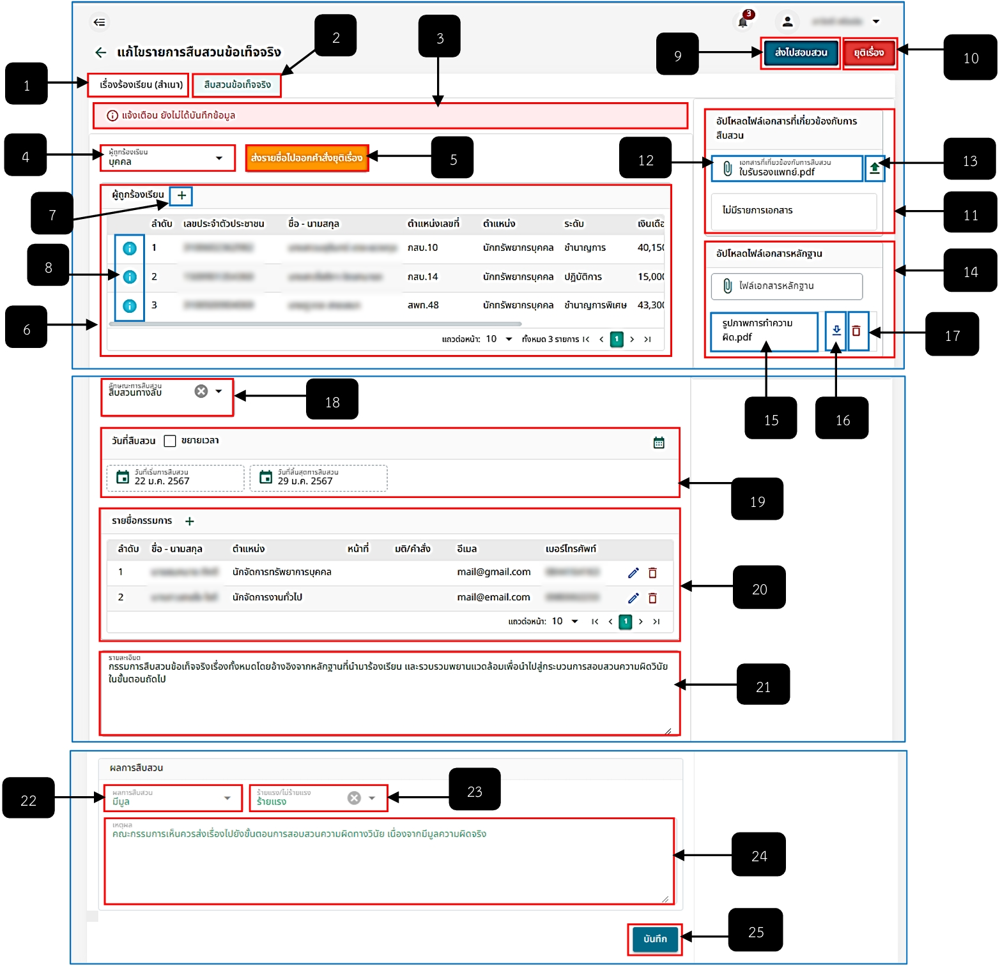 3
แก้ไขรายการสืบสวนข้อเท็จจริง
ส่งไปสอบสวน
ยุติเรื่อง
1
2
3
9
10
เรื่องร้องเรียน (สำเนา)
สืบสวนข้อเท็จจริง
แจ้งเตือน ยังไม่ได้บันทึกข้อมูล
4
ผู้ถูกร้องเรียน
บุคคล
ส่งรายชื่อไปออกคำสั่งยุติเรื่อง
5
7
ผู้ถูกร้องเรียน
ลำดับ เลขประจำตัวประชาชน ชื่อ - นามสกุล ตำแหน่งเลขที่ ตำแหน่ง ระดับ เงินเดือ
8
1 กสบ.10 นักทรัพยากรบุคคล ชำนาญการ 40,150
2 กสบ.14 นักทรัพยากรบุคคล ปฏิบัติการ 15,000
3 สพท.48 นักทรัพยากรบุคคล ชำนาญการพิเศษ 43,300
6
แถวต่อหน้า: 10 ทั้งหมด 3 รายการ 1
อัปโหลดไฟล์เอกสารที่เกี่ยวข้องกับการ
สืบสวน
12
เอกสารที่เกี่ยวข้องกับการสืบสวน
ใบรับรองแพทย์.pdf
13
ไม่มีรายการเอกสาร
11
อัปโหลดไฟล์เอกสารหลักฐาน
14
ไฟล์เอกสารหลักฐาน
รูปภาพการทำความ
ผิด.pdf
17
15
16
ลักษณะการสืบสวน
สืบสวนทางลับ
18
วันที่สืบสวน ขยายเวลา
วันที่เริ่มการสืบสวน
22 ม.ค. 2567
วันที่สิ้นสุดการสืบสวน
29 ม.ค. 2567
19
รายชื่อกรรมการ
ลำดับ ชื่อ - นามสกุล ตำแหน่ง หน้าที่ มติ/คำสั่ง อีเมล เบอร์โทรศัพท์
1 นักจัดการทรัพยาการบุคคล mail@gmail.com
2 นักจัดการงานทั่วไป mail@email.com
20
แถวต่อหน้า: 10 1
รายละเอียด
กรรมการสืบสวนข้อเท็จจริงเรื่องทั้งหมดโดยอ้างอิงจากหลักฐานที่นำมาร้องเรียน และรวบรวมพยานแวดล้อมเพื่อนำไปสู่กระบวนการสอบสวนความผิดวินัย
ในขั้นตอนถัดไป
21
ผลการสืบสวน
22
ผลการสืบสวน
มีมูล
ร้ายแรง/ไม่ร้ายแรง
ร้ายแรง
23
เหตุผล
คณะกรรมการเห็นควรส่งเรื่องไปยังขั้นตอนการสอบสวนความผิดทางวินัย เนื่องจากมีมูลความผิดจริง
24
บันทึก
25